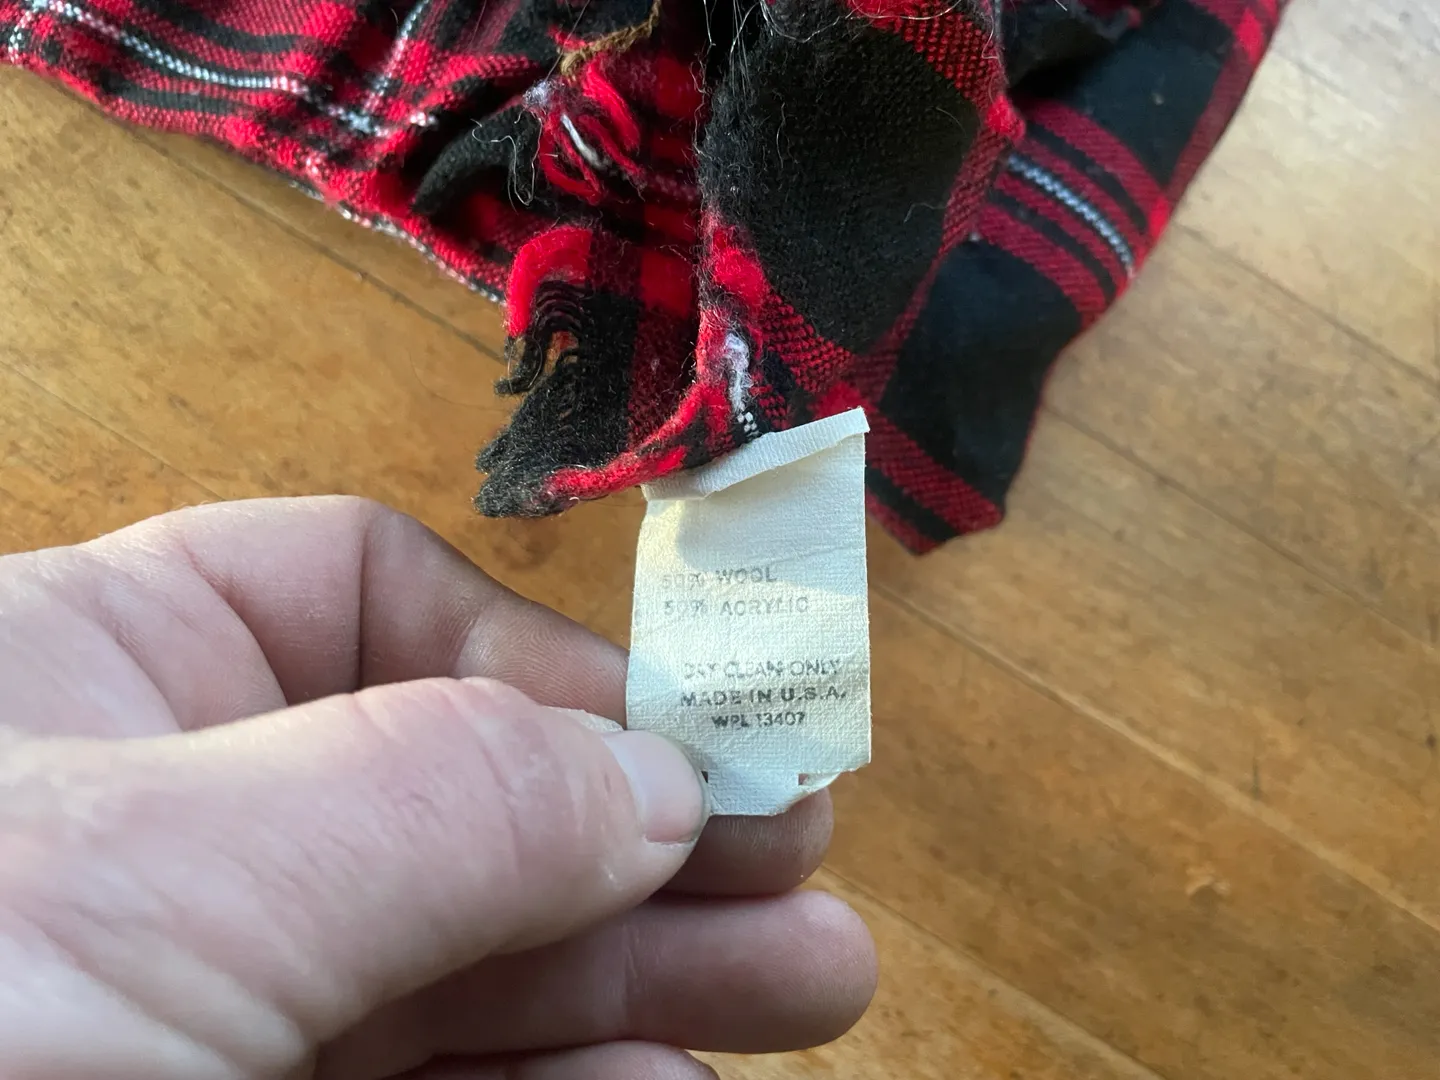 50% WOOL
50% ACRYLIC
DRY CLEAN ONLY
MADE IN U.S.A.
WPL 13407